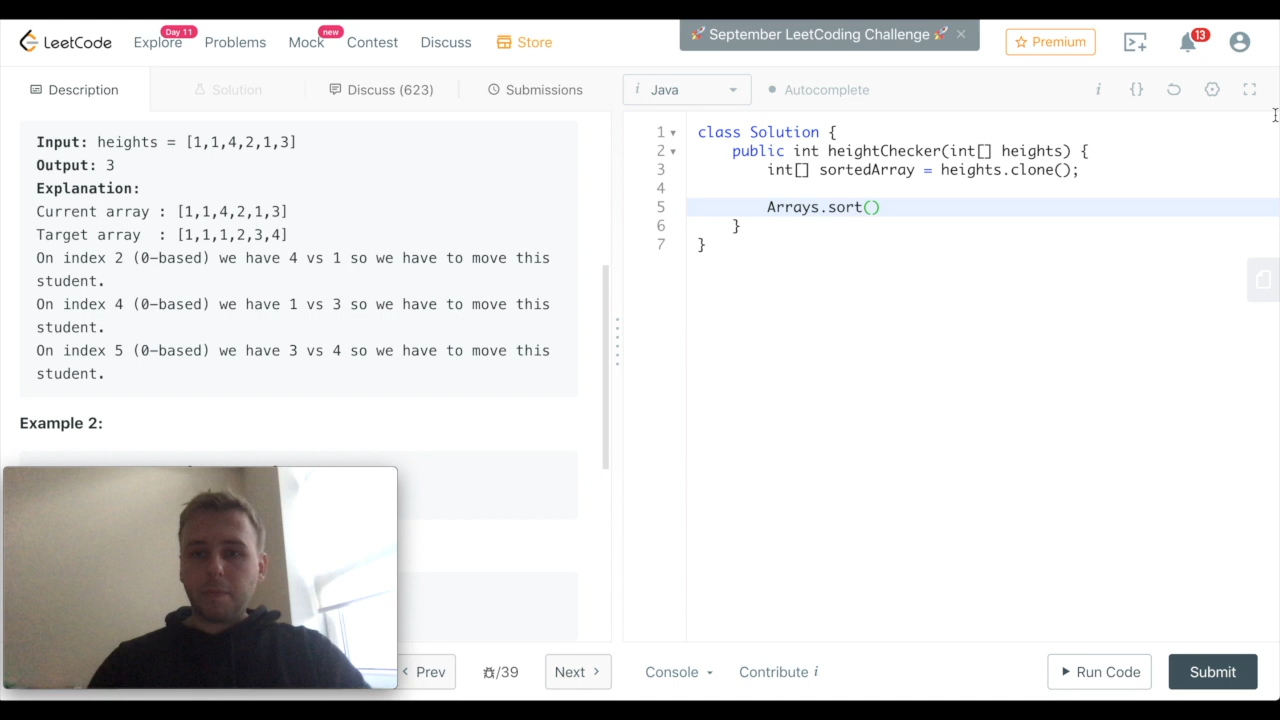 LeetCode
Explore
Day 11
Problems
Mock
new
Contest
Discuss
Store
🚀 September LeetCoding Challenge 🚀 ×
Premium
13
Description
Solution
Discuss (623)
Submissions
i Java
Autocomplete
i {}
Input: heights = [1,1,4,2,1,3]
Output: 3
Explanation:
Current array : [1,1,4,2,1,3]
Target array  : [1,1,1,2,3,4]
On index 2 (0-based) we have 4 vs 1 so we have to move this
student.
On index 4 (0-based) we have 1 vs 3 so we have to move this
student.
On index 5 (0-based) we have 3 vs 4 so we have to move this
student.
Example 2:
1 class Solution {
2     public int heightChecker(int[] heights) {
3         int[] sortedArray = heights.clone();
4
5         Arrays.sort()
6     }
7 }
‹ Prev
/39
Next ›
Console
Contribute i
Run Code
Submit